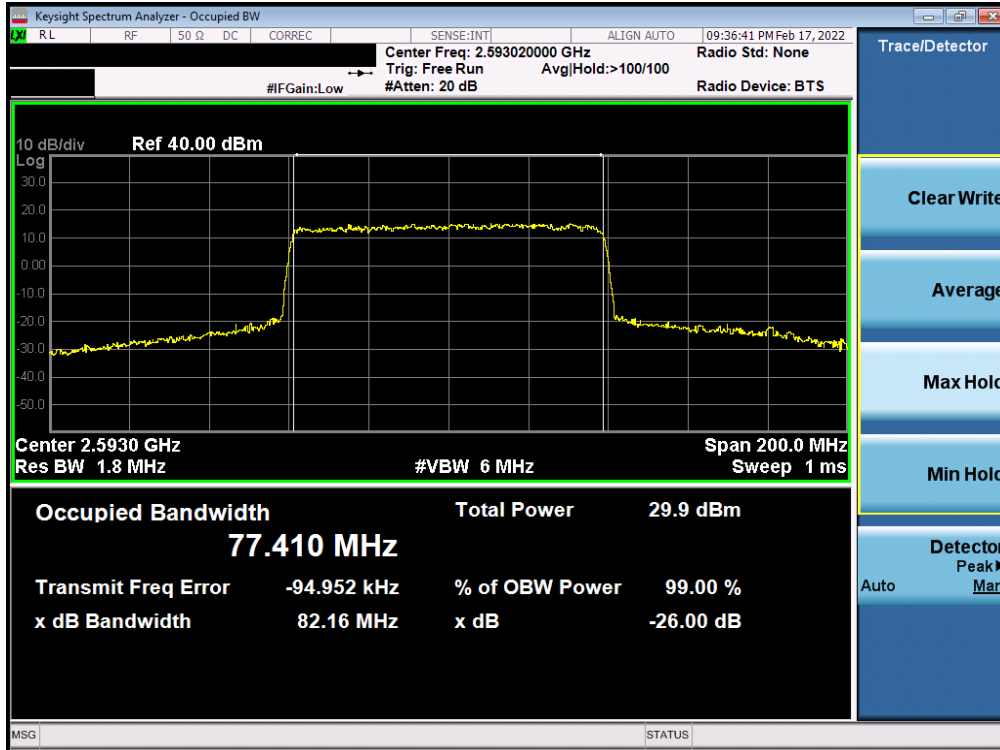 Keysight Spectrum Analyzer - Occupied BW
LXI RL RF 50 Ω DC CORREC SENSE:INT ALIGN AUTO 09:36:41 PM Feb 17, 2022
Center Freq: 2.593020000 GHz Radio Std: None
Trig: Free Run Avg|Hold:>100/100
#IFGain:Low #Atten: 20 dB Radio Device: BTS
Trace/Detector
10 dB/div Ref 40.00 dBm
Log
30.0
20.0
10.0
0.00
-10.0
-20.0
-30.0
-40.0
-50.0
Center 2.5930 GHz Span 200.0 MHz
Res BW 1.8 MHz #VBW 6 MHz Sweep 1 ms
Occupied Bandwidth Total Power 29.9 dBm
77.410 MHz
Transmit Freq Error -94.952 kHz % of OBW Power 99.00 %
x dB Bandwidth 82.16 MHz x dB -26.00 dB
Clear Write
Average
Max Hold
Min Hold
Detector
Peak▶
Auto Man
MSG STATUS